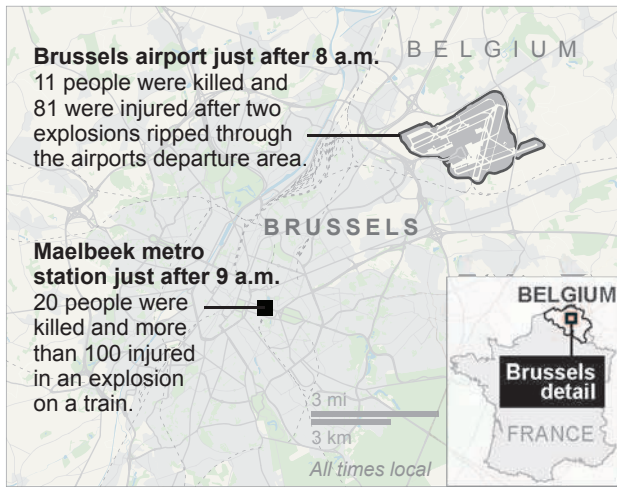 Brussels airport just after 8 a.m.
11 people were killed and
81 were injured after two
explosions ripped through
the airports departure area.
BELGIUM
BRUSSELS
Maelbeek metro
station just after 9 a.m.
20 people were
killed and more
than 100 injured
in an explosion
on a train.
3 mi
3 km
All times local
BELGIUM
Brussels
detail
FRANCE